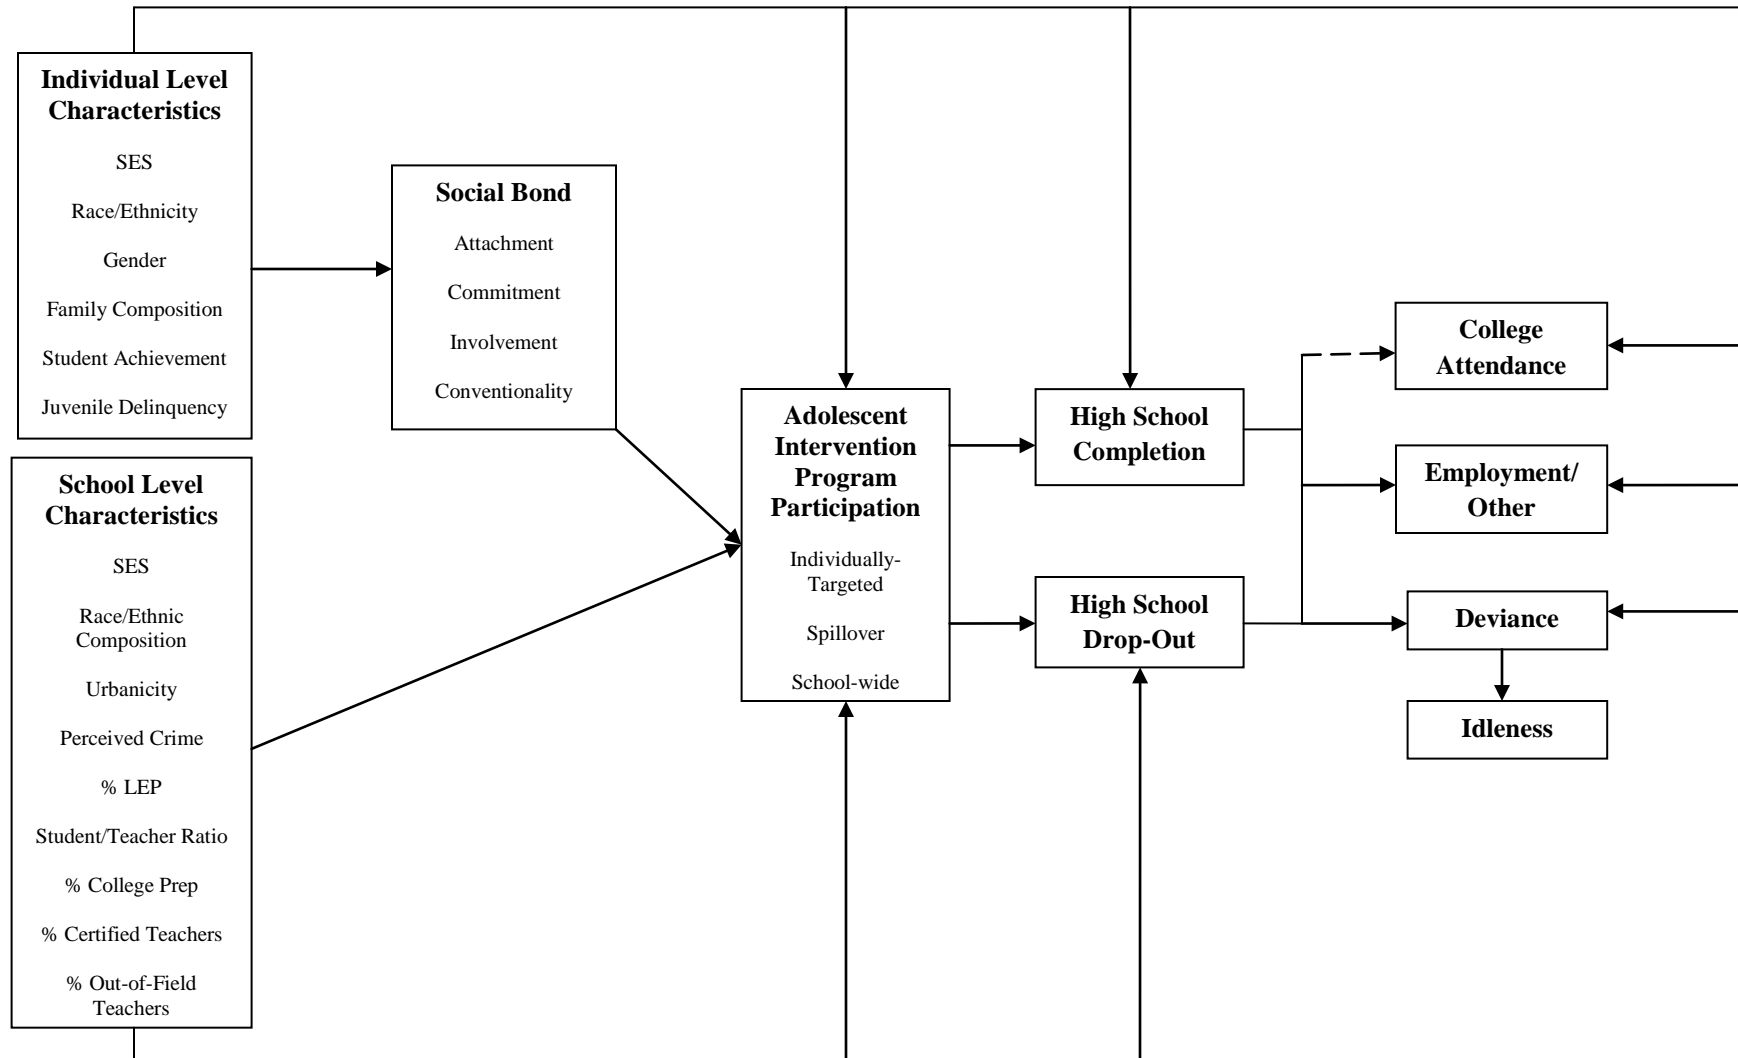 Individual Level
Characteristics
SES
Race/Ethnicity
Gender
Family Composition
Student Achievement
Juvenile Delinquency
School Level
Characteristics
SES
Race/Ethnic
Composition
Urbanicity
Perceived Crime
% LEP
Student/Teacher Ratio
% College Prep
% Certified Teachers
% Out-of-Field
Teachers
Social Bond
Attachment
Commitment
Involvement
Conventionality
Adolescent
Intervention
Program
Participation
Individually-
Targeted
Spillover
School-wide
High School
Completion
High School
Drop-Out
College
Attendance
Employment/
Other
Deviance
Idleness